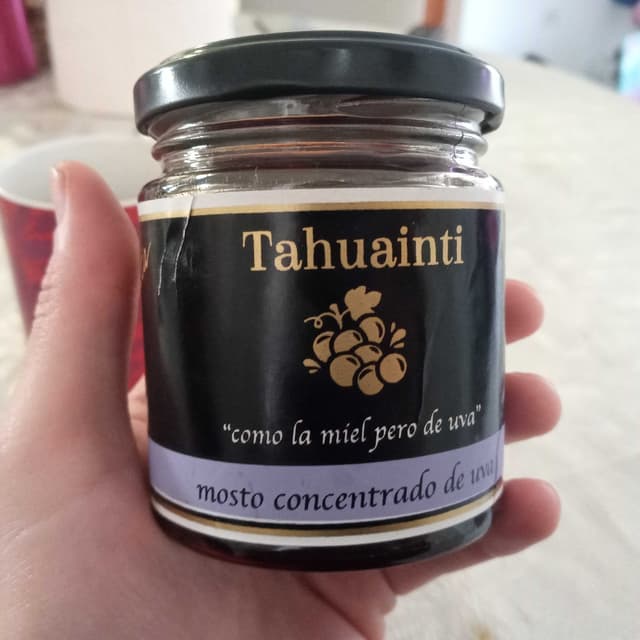 Tahuainti
“como la miel pero de uva”
mosto concentrado de uva